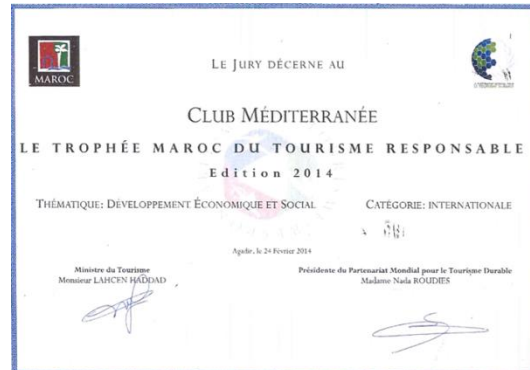 MAROC
LE JURY DÉCERNE AU
CLUB MÉDITERRANÉE
LE TROPHÉE MAROC DU TOURISME RESPONSABLE
Edition 2014
THÉMATIQUE: DÉVELOPPEMENT ÉCONOMIQUE ET SOCIAL
CATÉGORIE: INTERNATIONALE
Agadir, le 24 Février 2014
Ministre du Tourisme
Monsieur LAHCEN HADDAD
Présidente du Partenariat Mondial pour le Tourisme Durable
Madame Nada ROUDIES